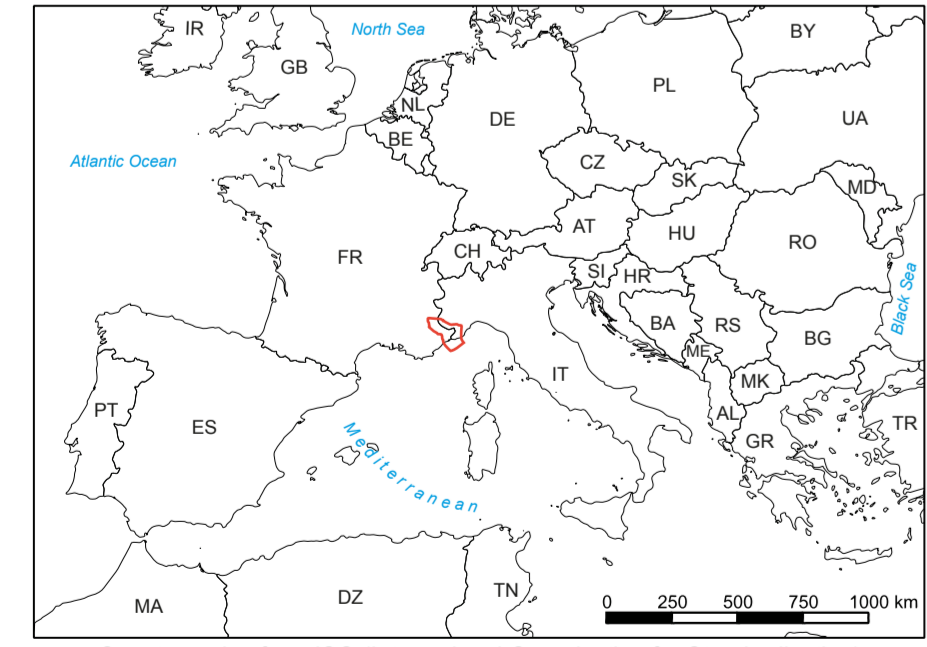 IR
North Sea
BY
GB
PL
NL
DE
UA
BE
Atlantic Ocean
CZ
SK
MD
AT
HU
RO
CH
FR
SI
HR
Black Sea
BA
RS
BG
ME
IT
MK
PT
AL
TR
ES
GR
Mediterranean
TN
DZ
MA
0 250 500 750 1000 km